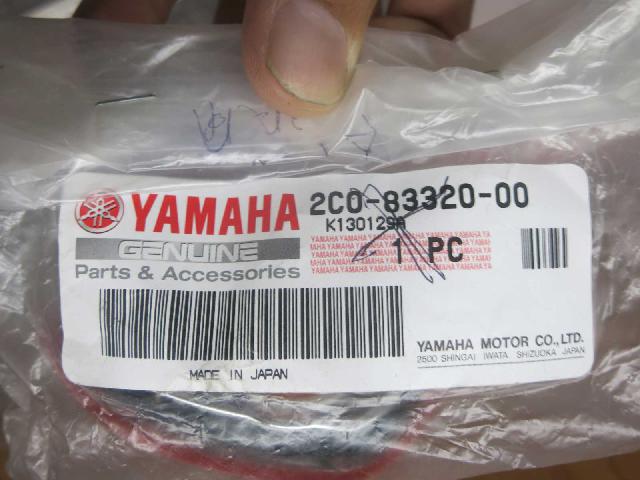 YAMAHA 2C0-83320-00
K130129A
GENUINE
Parts & Accessories
1 PC
YAMAHA MOTOR CO., LTD.
2500 SHINGAI IWATA SHIZUOKA JAPAN
MADE IN JAPAN